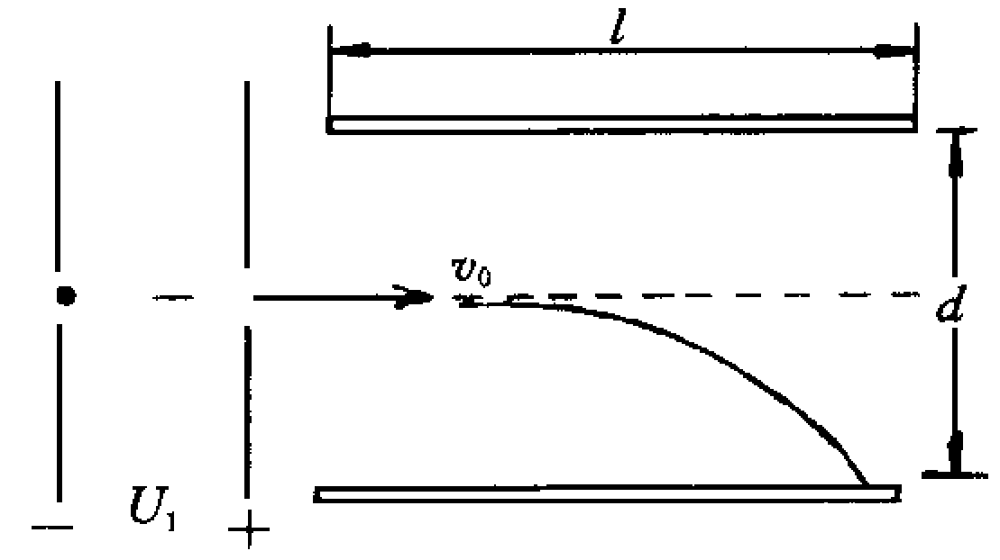 l
v₀
d
U₁
− +